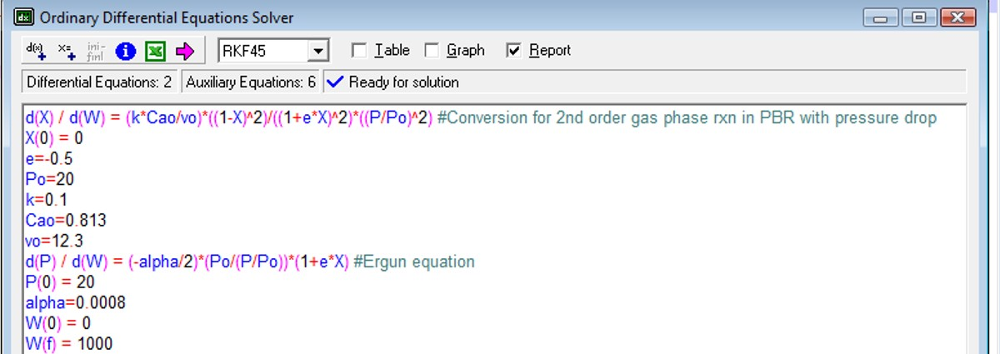 Ordinary Differential Equations Solver
d(x) x= ini- finl RKF45 Table Graph Report
Differential Equations: 2 Auxiliary Equations: 6 Ready for solution
d(X) / d(W) = (k*Cao/vo)*((1-X)^2)/((1+e*X)^2)*((P/Po)^2) #Conversion for 2nd order gas phase rxn in PBR with pressure drop
X(0) = 0
e=-0.5
Po=20
k=0.1
Cao=0.813
vo=12.3
d(P) / d(W) = (-alpha/2)*(Po/(P/Po))*(1+e*X) #Ergun equation
P(0) = 20
alpha=0.0008
W(0) = 0
W(f) = 1000